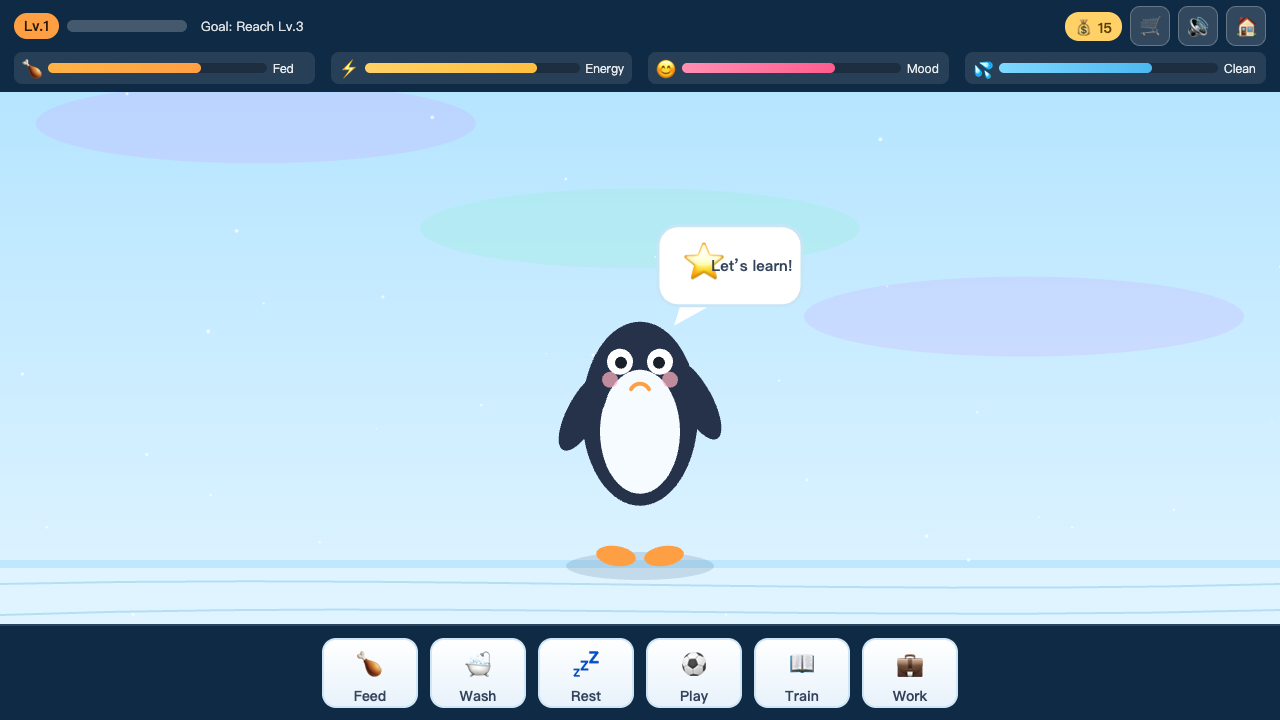 Lv.1
Goal: Reach Lv.3
15
Fed
Energy
Mood
Clean
Let's learn!
Feed
Wash
Rest
Play
Train
Work